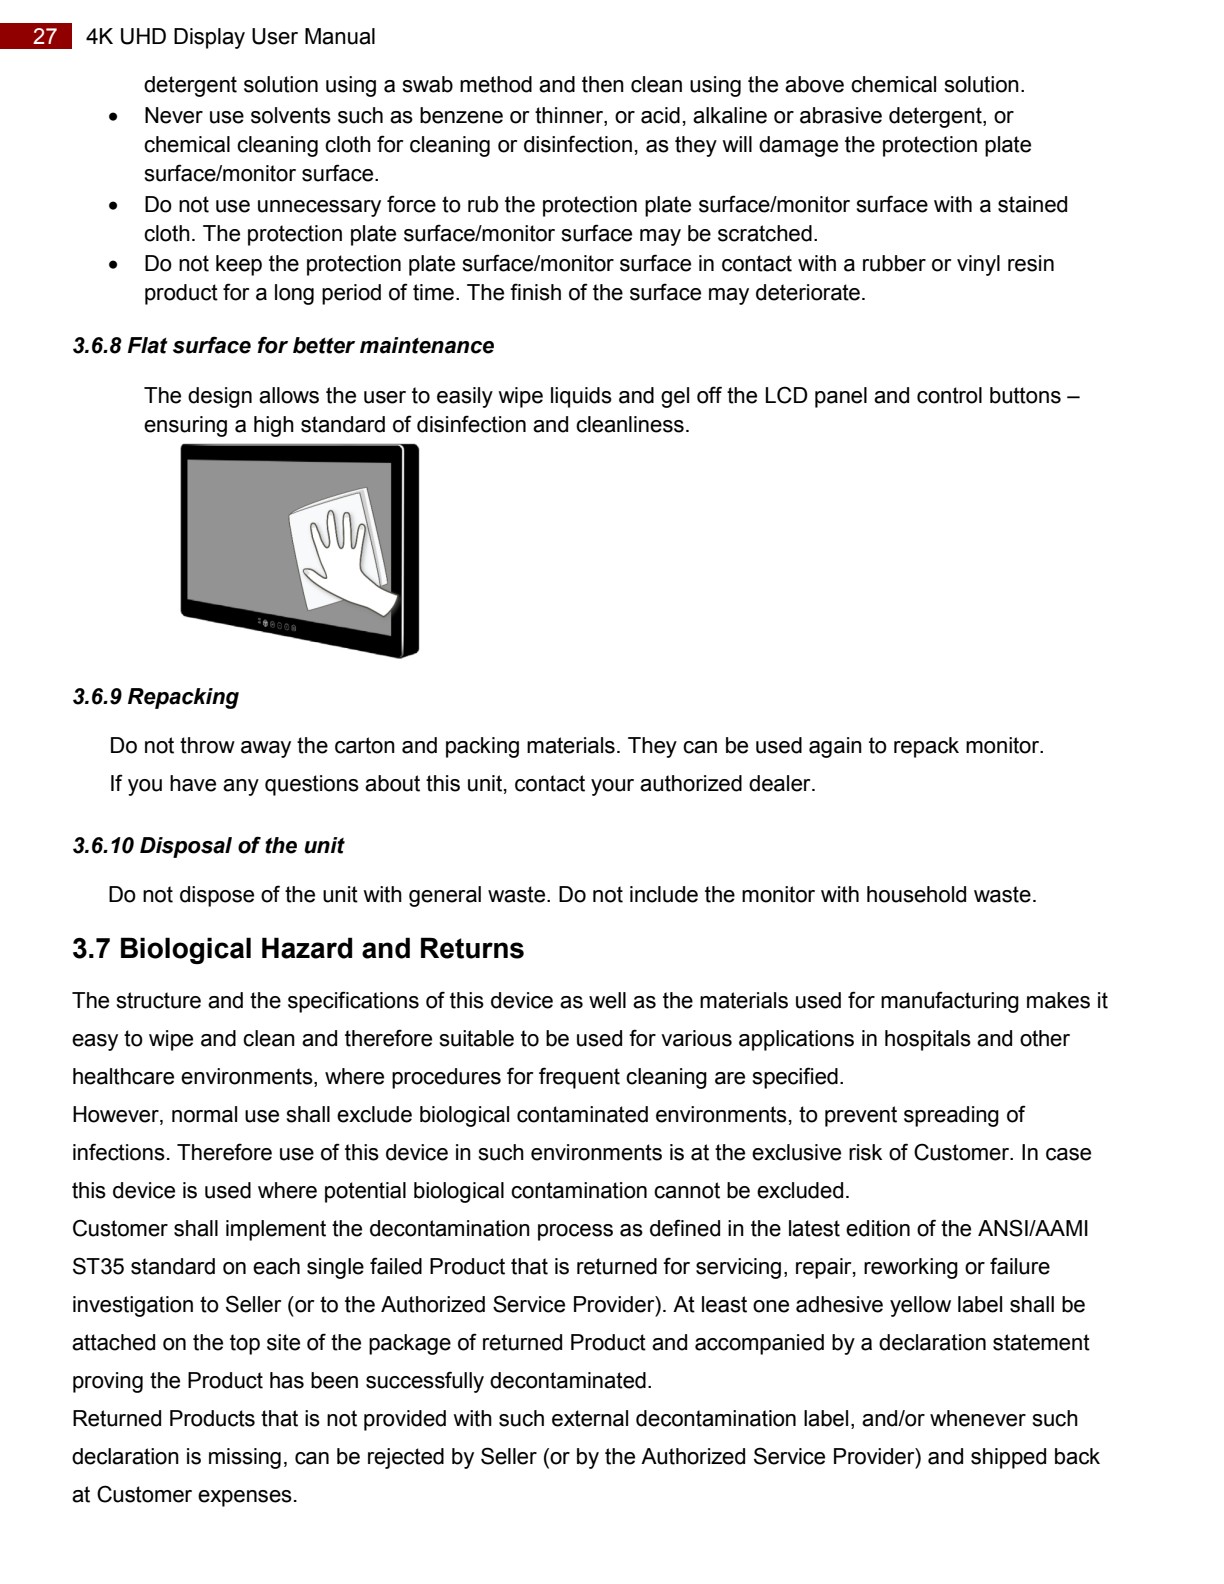 27 4K UHD Display User Manual
detergent solution using a swab method and then clean using the above chemical solution.
• Never use solvents such as benzene or thinner, or acid, alkaline or abrasive detergent, or
chemical cleaning cloth for cleaning or disinfection, as they will damage the protection plate
surface/monitor surface.
• Do not use unnecessary force to rub the protection plate surface/monitor surface with a stained
cloth. The protection plate surface/monitor surface may be scratched.
• Do not keep the protection plate surface/monitor surface in contact with a rubber or vinyl resin
product for a long period of time. The finish of the surface may deteriorate.
3.6.8 Flat surface for better maintenance
The design allows the user to easily wipe liquids and gel off the LCD panel and control buttons –
ensuring a high standard of disinfection and cleanliness.
3.6.9 Repacking
Do not throw away the carton and packing materials. They can be used again to repack monitor.
If you have any questions about this unit, contact your authorized dealer.
3.6.10 Disposal of the unit
Do not dispose of the unit with general waste. Do not include the monitor with household waste.
3.7 Biological Hazard and Returns
The structure and the specifications of this device as well as the materials used for manufacturing makes it
easy to wipe and clean and therefore suitable to be used for various applications in hospitals and other
healthcare environments, where procedures for frequent cleaning are specified.
However, normal use shall exclude biological contaminated environments, to prevent spreading of
infections. Therefore use of this device in such environments is at the exclusive risk of Customer. In case
this device is used where potential biological contamination cannot be excluded.
Customer shall implement the decontamination process as defined in the latest edition of the ANSI/AAMI
ST35 standard on each single failed Product that is returned for servicing, repair, reworking or failure
investigation to Seller (or to the Authorized Service Provider). At least one adhesive yellow label shall be
attached on the top site of the package of returned Product and accompanied by a declaration statement
proving the Product has been successfully decontaminated.
Returned Products that is not provided with such external decontamination label, and/or whenever such
declaration is missing, can be rejected by Seller (or by the Authorized Service Provider) and shipped back
at Customer expenses.